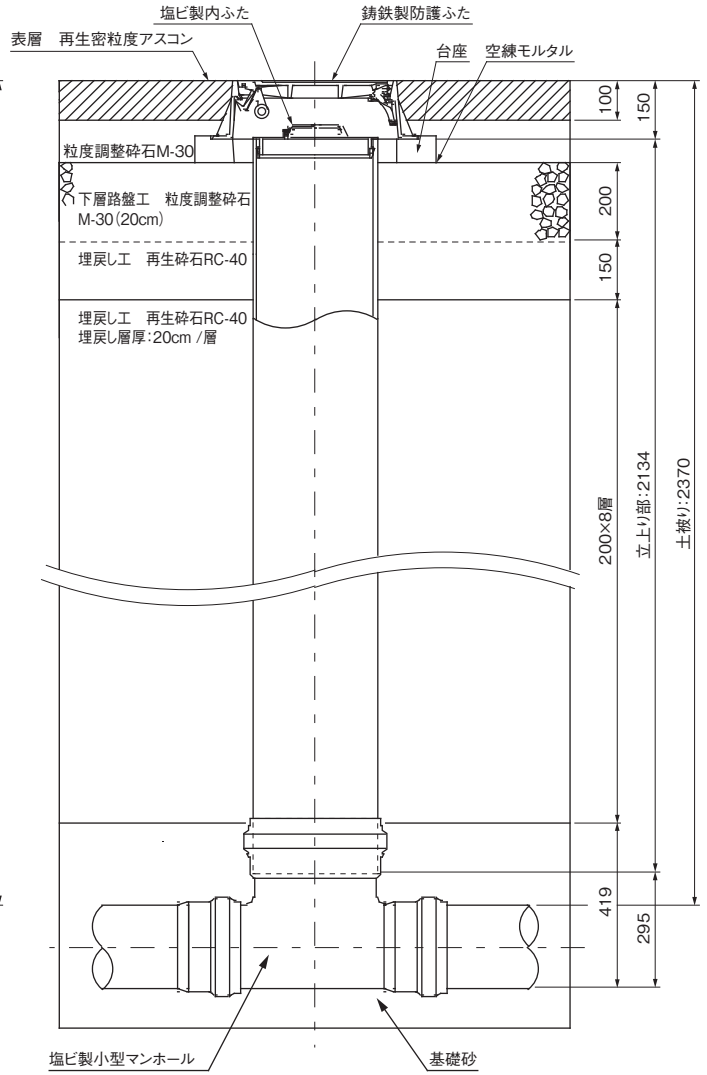 塩ビ製内ふた
鋳鉄製防護ふた
表層　再生密粒度アスコン
台座
空練モルタル
100
150
粒度調整砕石M-30
下層路盤工　粒度調整砕石
M-30(20cm)
200
埋戻し工　再生砕石RC-40
150
埋戻し工　再生砕石RC-40
埋戻し層厚：20cm /層
200×8層
立上り部：2134
土被り：2370
419
295
塩ビ製小型マンホール
基礎砂